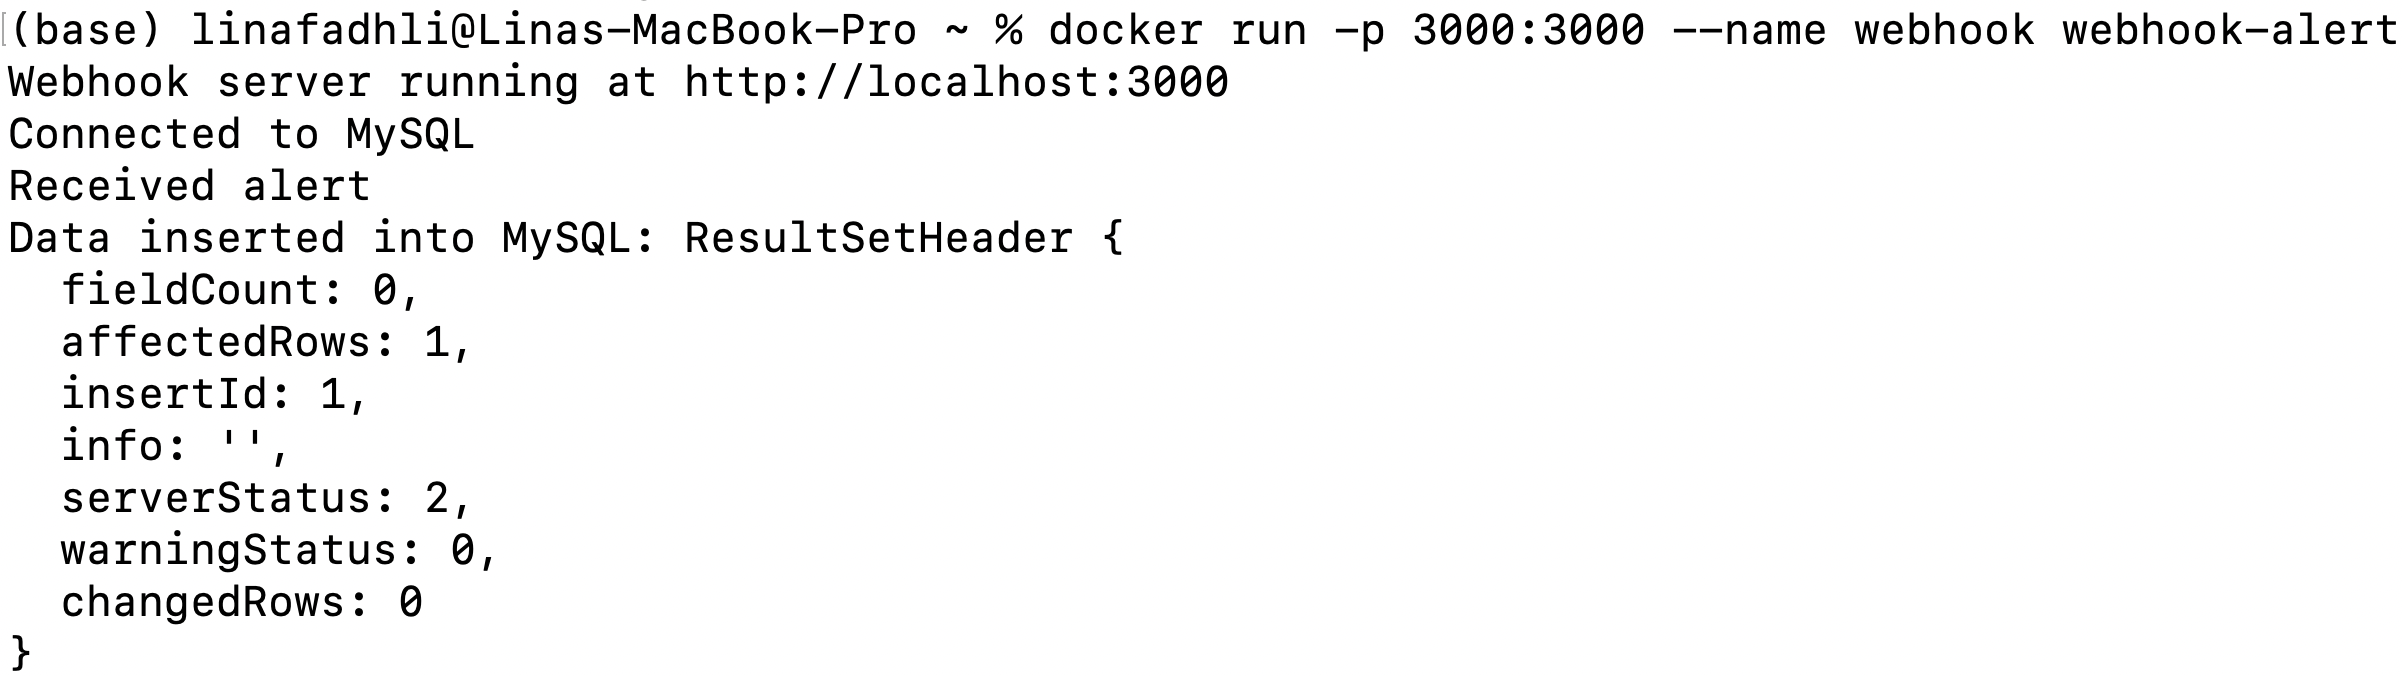 (base) linafadhli@Linas-MacBook-Pro ~ % docker run -p 3000:3000 --name webhook webhook-alert
Webhook server running at http://localhost:3000
Connected to MySQL
Received alert
Data inserted into MySQL: ResultSetHeader {
  fieldCount: 0,
  affectedRows: 1,
  insertId: 1,
  info: '',
  serverStatus: 2,
  warningStatus: 0,
  changedRows: 0
}